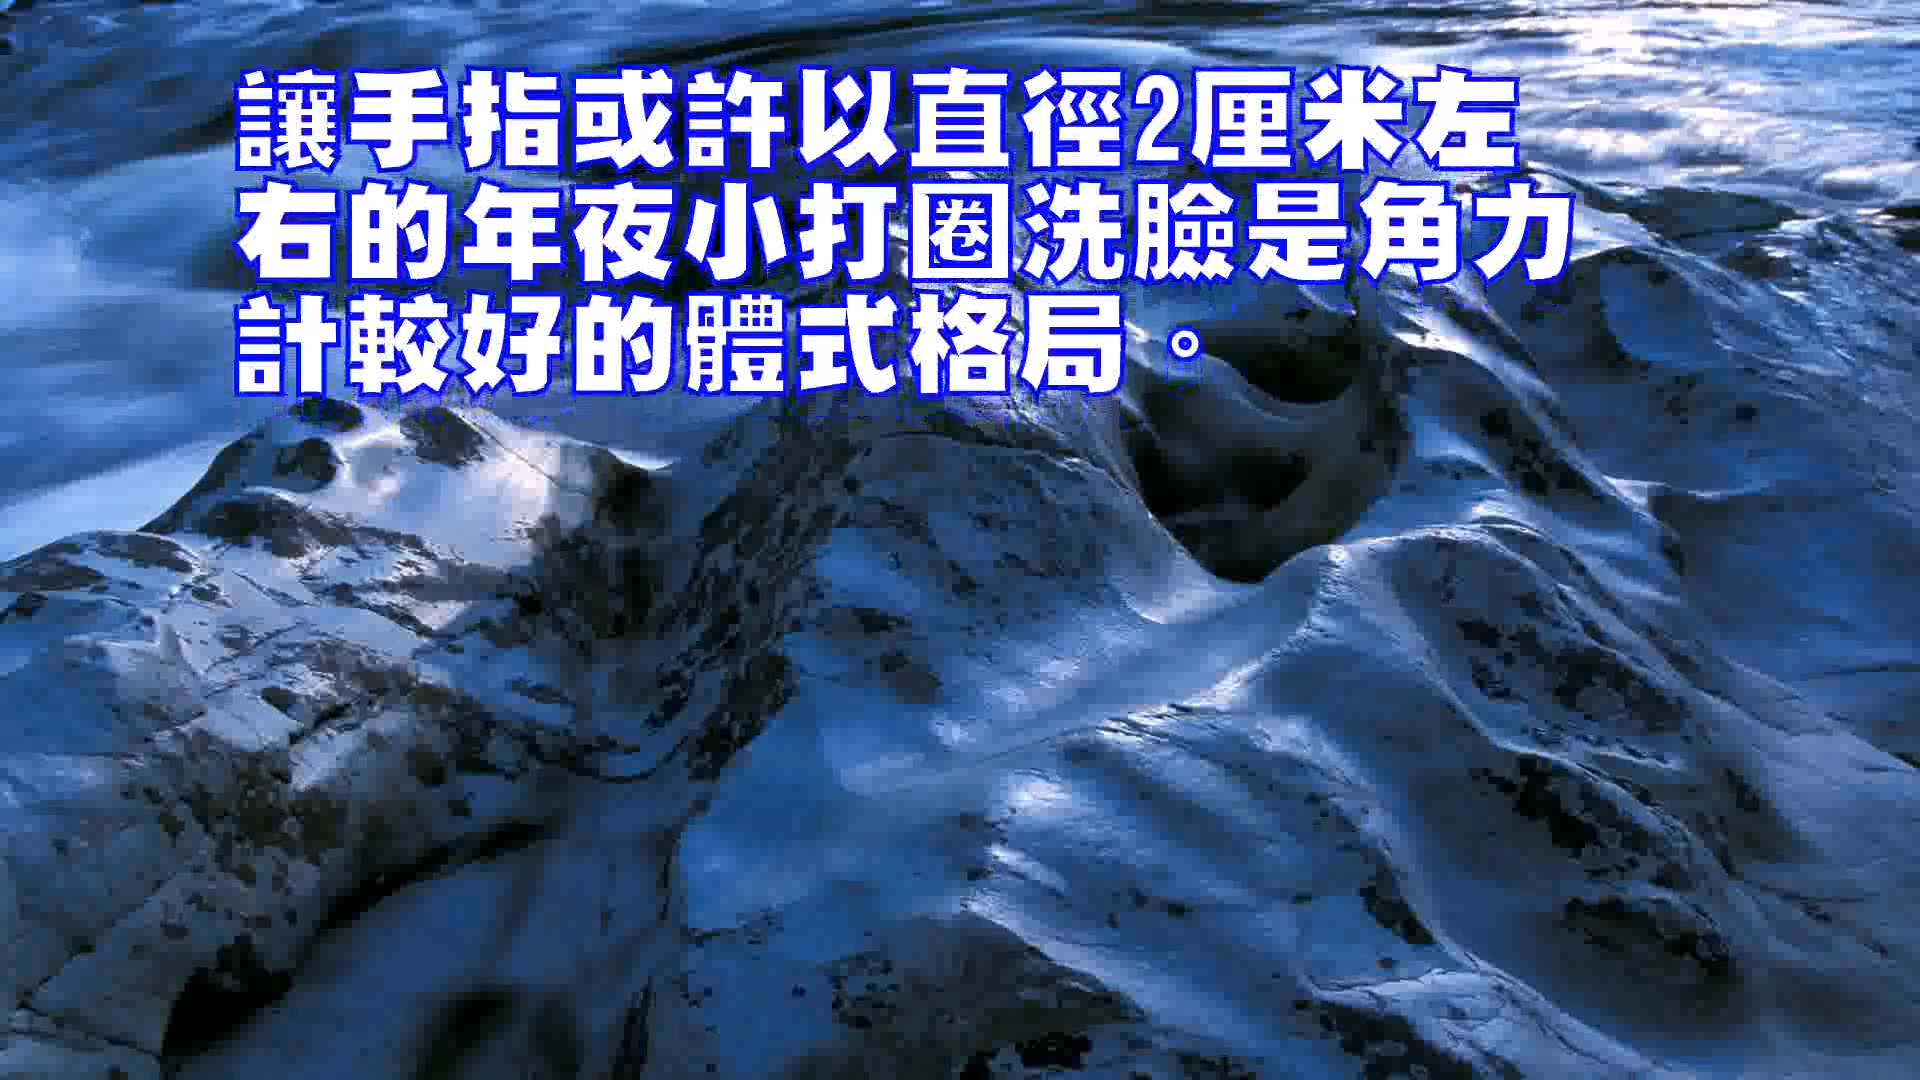 讓手指或許以直徑2厘米左
右的年夜小打圈洗臉是角力
計較好的體式格局。